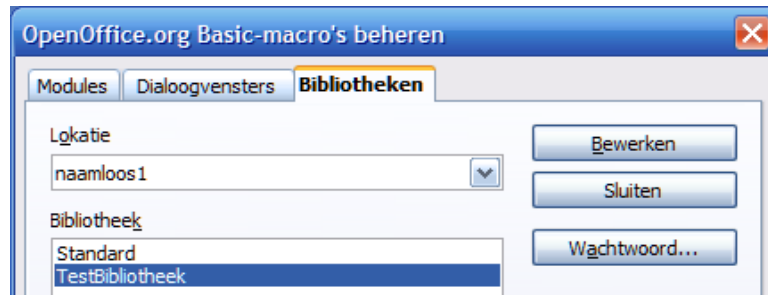 OpenOffice.org Basic-macro's beheren
Modules Dialoogvensters Bibliotheken
Lokatie
naamloos1
Bibliotheek
Standard
TestBibliotheek
Bewerken
Sluiten
Wachtwoord...